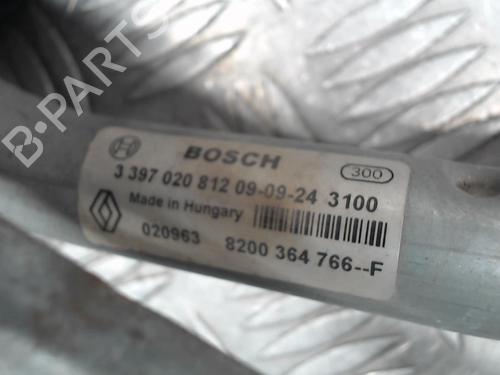 BOSCH
300
3 397 020 812 09-09-24 3100
Made in Hungary
020963 8200 364 766--F
B-PARTS